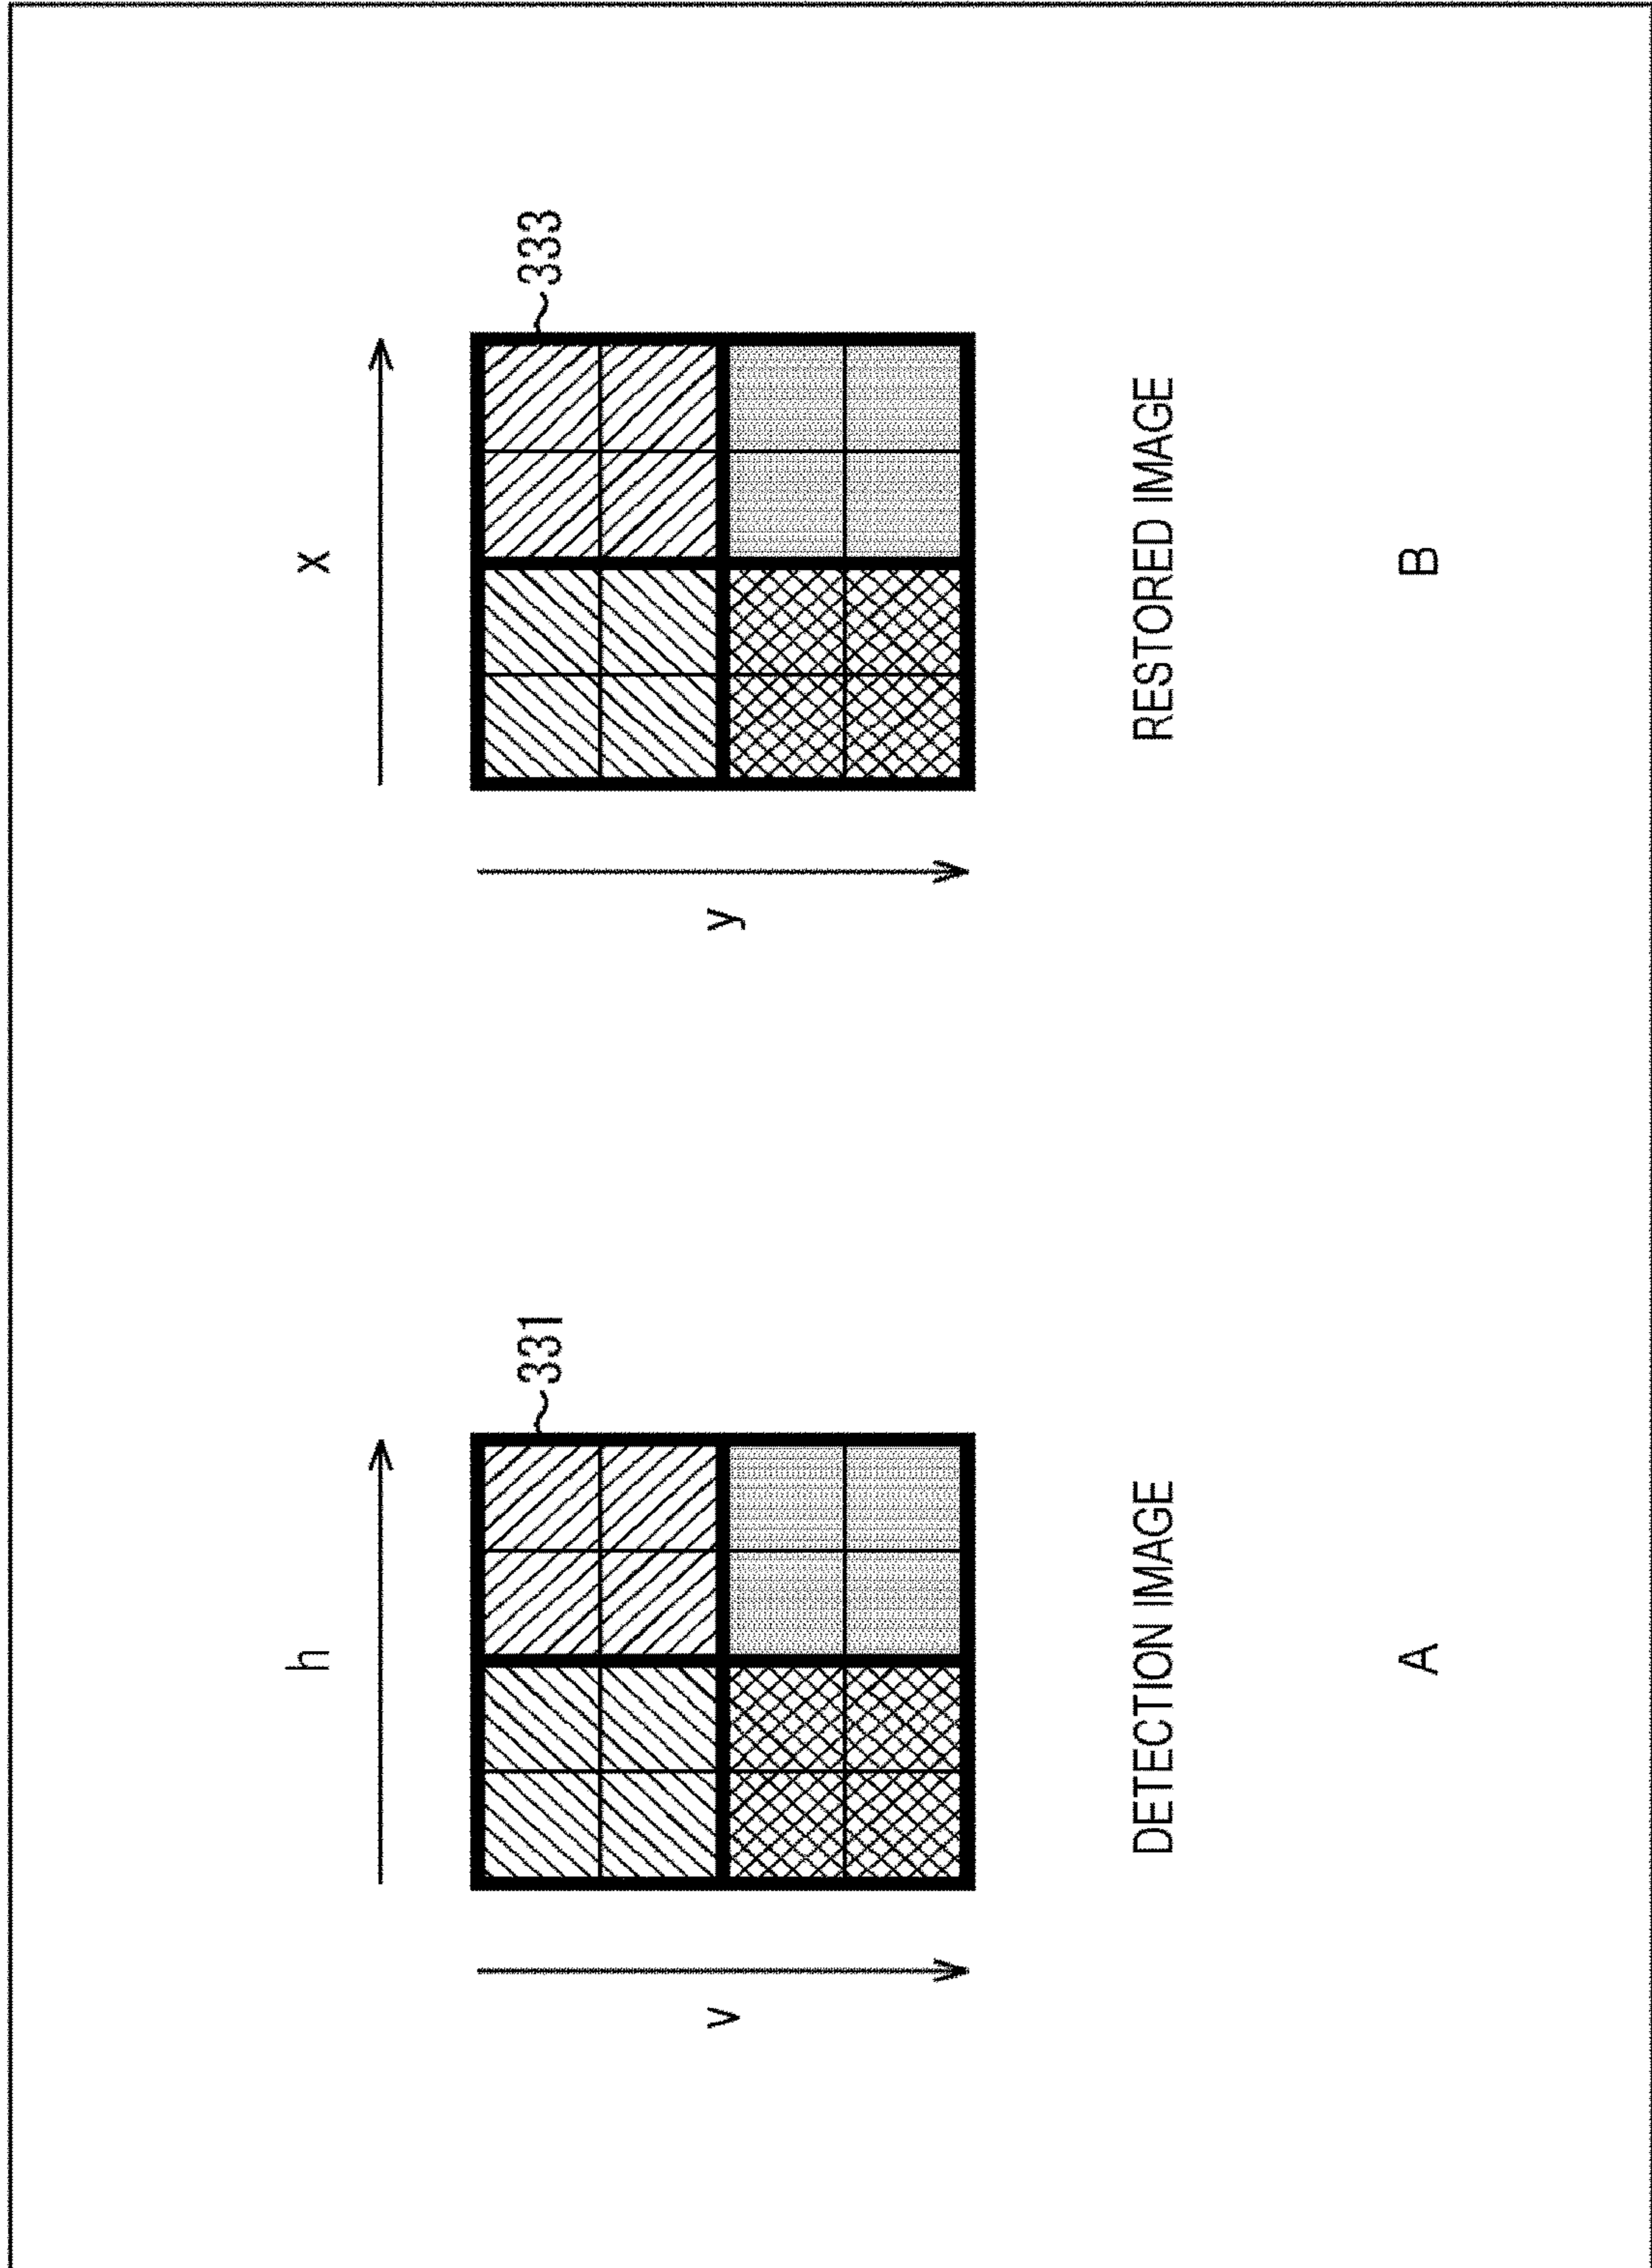 h
331
v
DETECTION IMAGE
A
x
333
y
RESTORED IMAGE
B